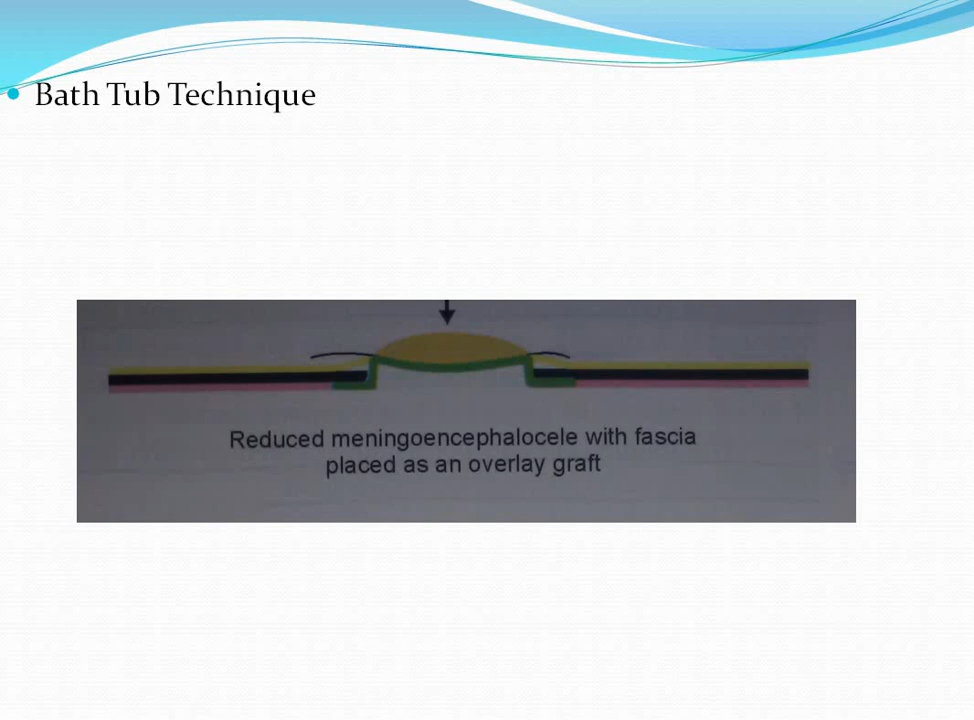 Bath Tub Technique
Reduced meningoencephalocele with fascia
placed as an overlay graft